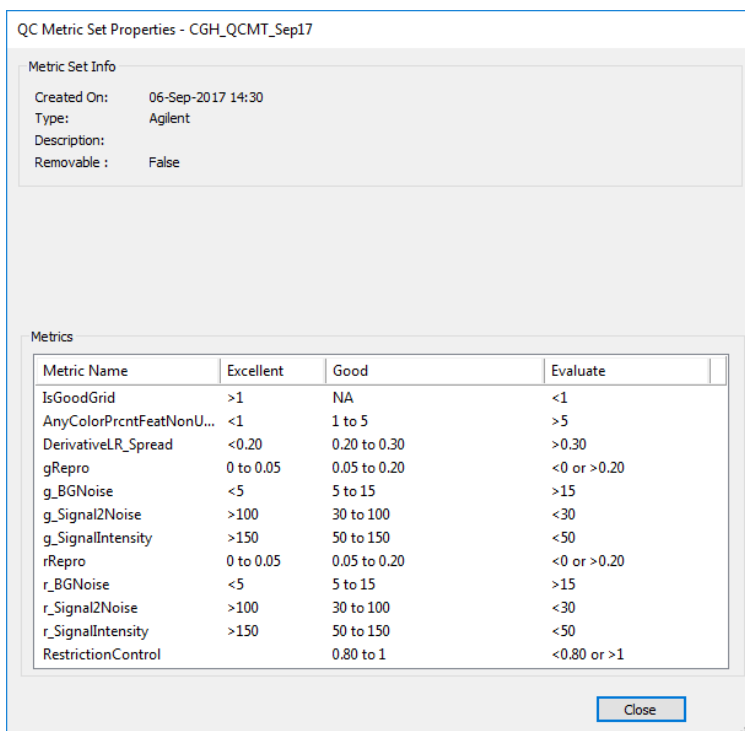 QC Metric Set Properties - CGH_QCMT_Sep17
Metric Set Info
Created On: 06-Sep-2017 14:30
Type: Agilent
Description:
Removable : False
Metrics
Metric Name Excellent Good Evaluate
IsGoodGrid >1 NA <1
AnyColorPrcntFeatNonU... <1 1 to 5 >5
DerivativeLR_Spread <0.20 0.20 to 0.30 >0.30
gRepro 0 to 0.05 0.05 to 0.20 <0 or >0.20
g_BGNoise <5 5 to 15 >15
g_Signal2Noise >100 30 to 100 <30
g_SignalIntensity >150 50 to 150 <50
rRepro 0 to 0.05 0.05 to 0.20 <0 or >0.20
r_BGNoise <5 5 to 15 >15
r_Signal2Noise >100 30 to 100 <30
r_SignalIntensity >150 50 to 150 <50
RestrictionControl 0.80 to 1 <0.80 or >1
Close